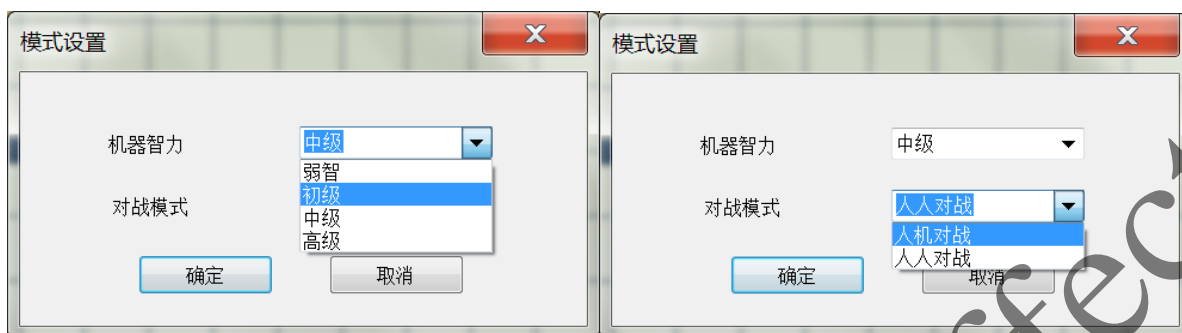 模式设置
机器智力
中级
弱智
初级
中级
高级
对战模式
确定
取消
模式设置
机器智力
中级
对战模式
人人对战
人机对战
人人对战
确定
取消